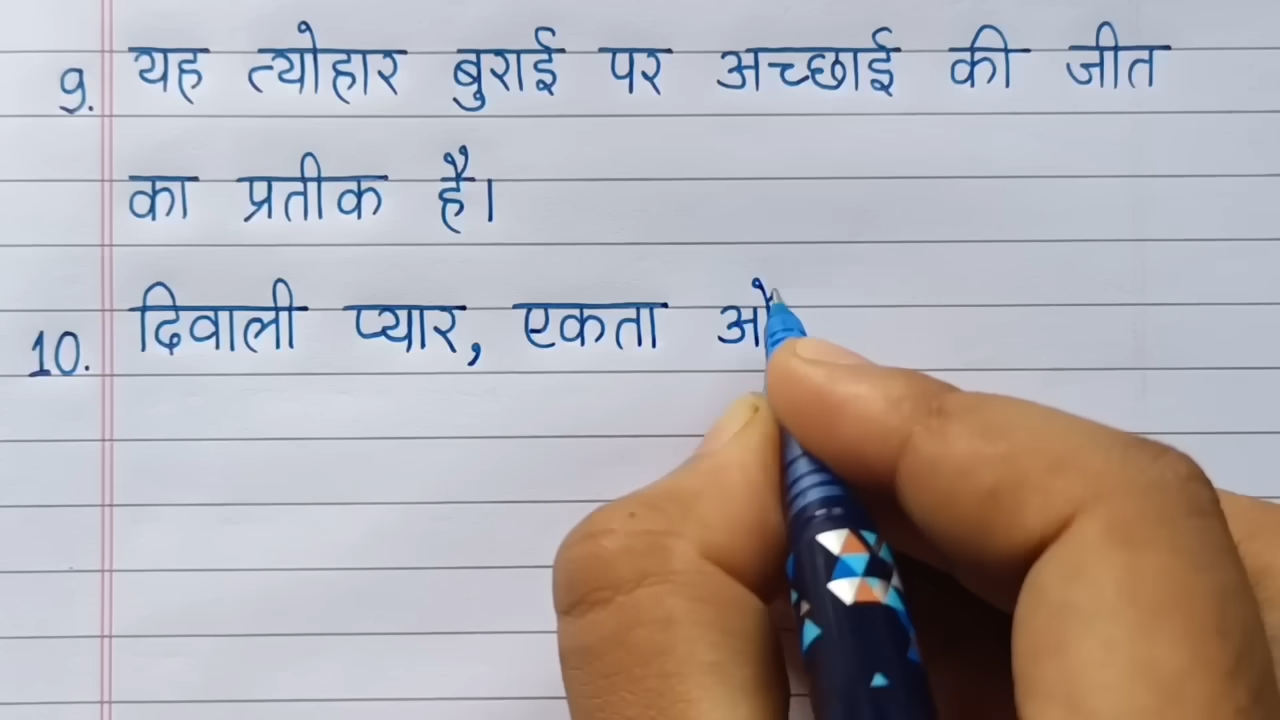 9. यह त्योहार बुराई पर अच्छाई की जीत
का प्रतीक है।
10. दिवाली प्यार, एकता